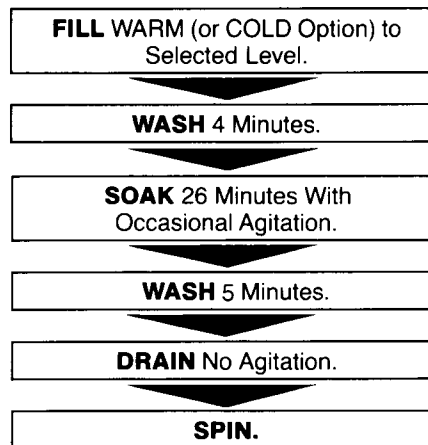 FILL WARM (or COLD Option) to
Selected Level.
WASH 4 Minutes.
SOAK 26 Minutes With
Occasional Agitation.
WASH 5 Minutes.
DRAIN No Agitation.
SPIN.